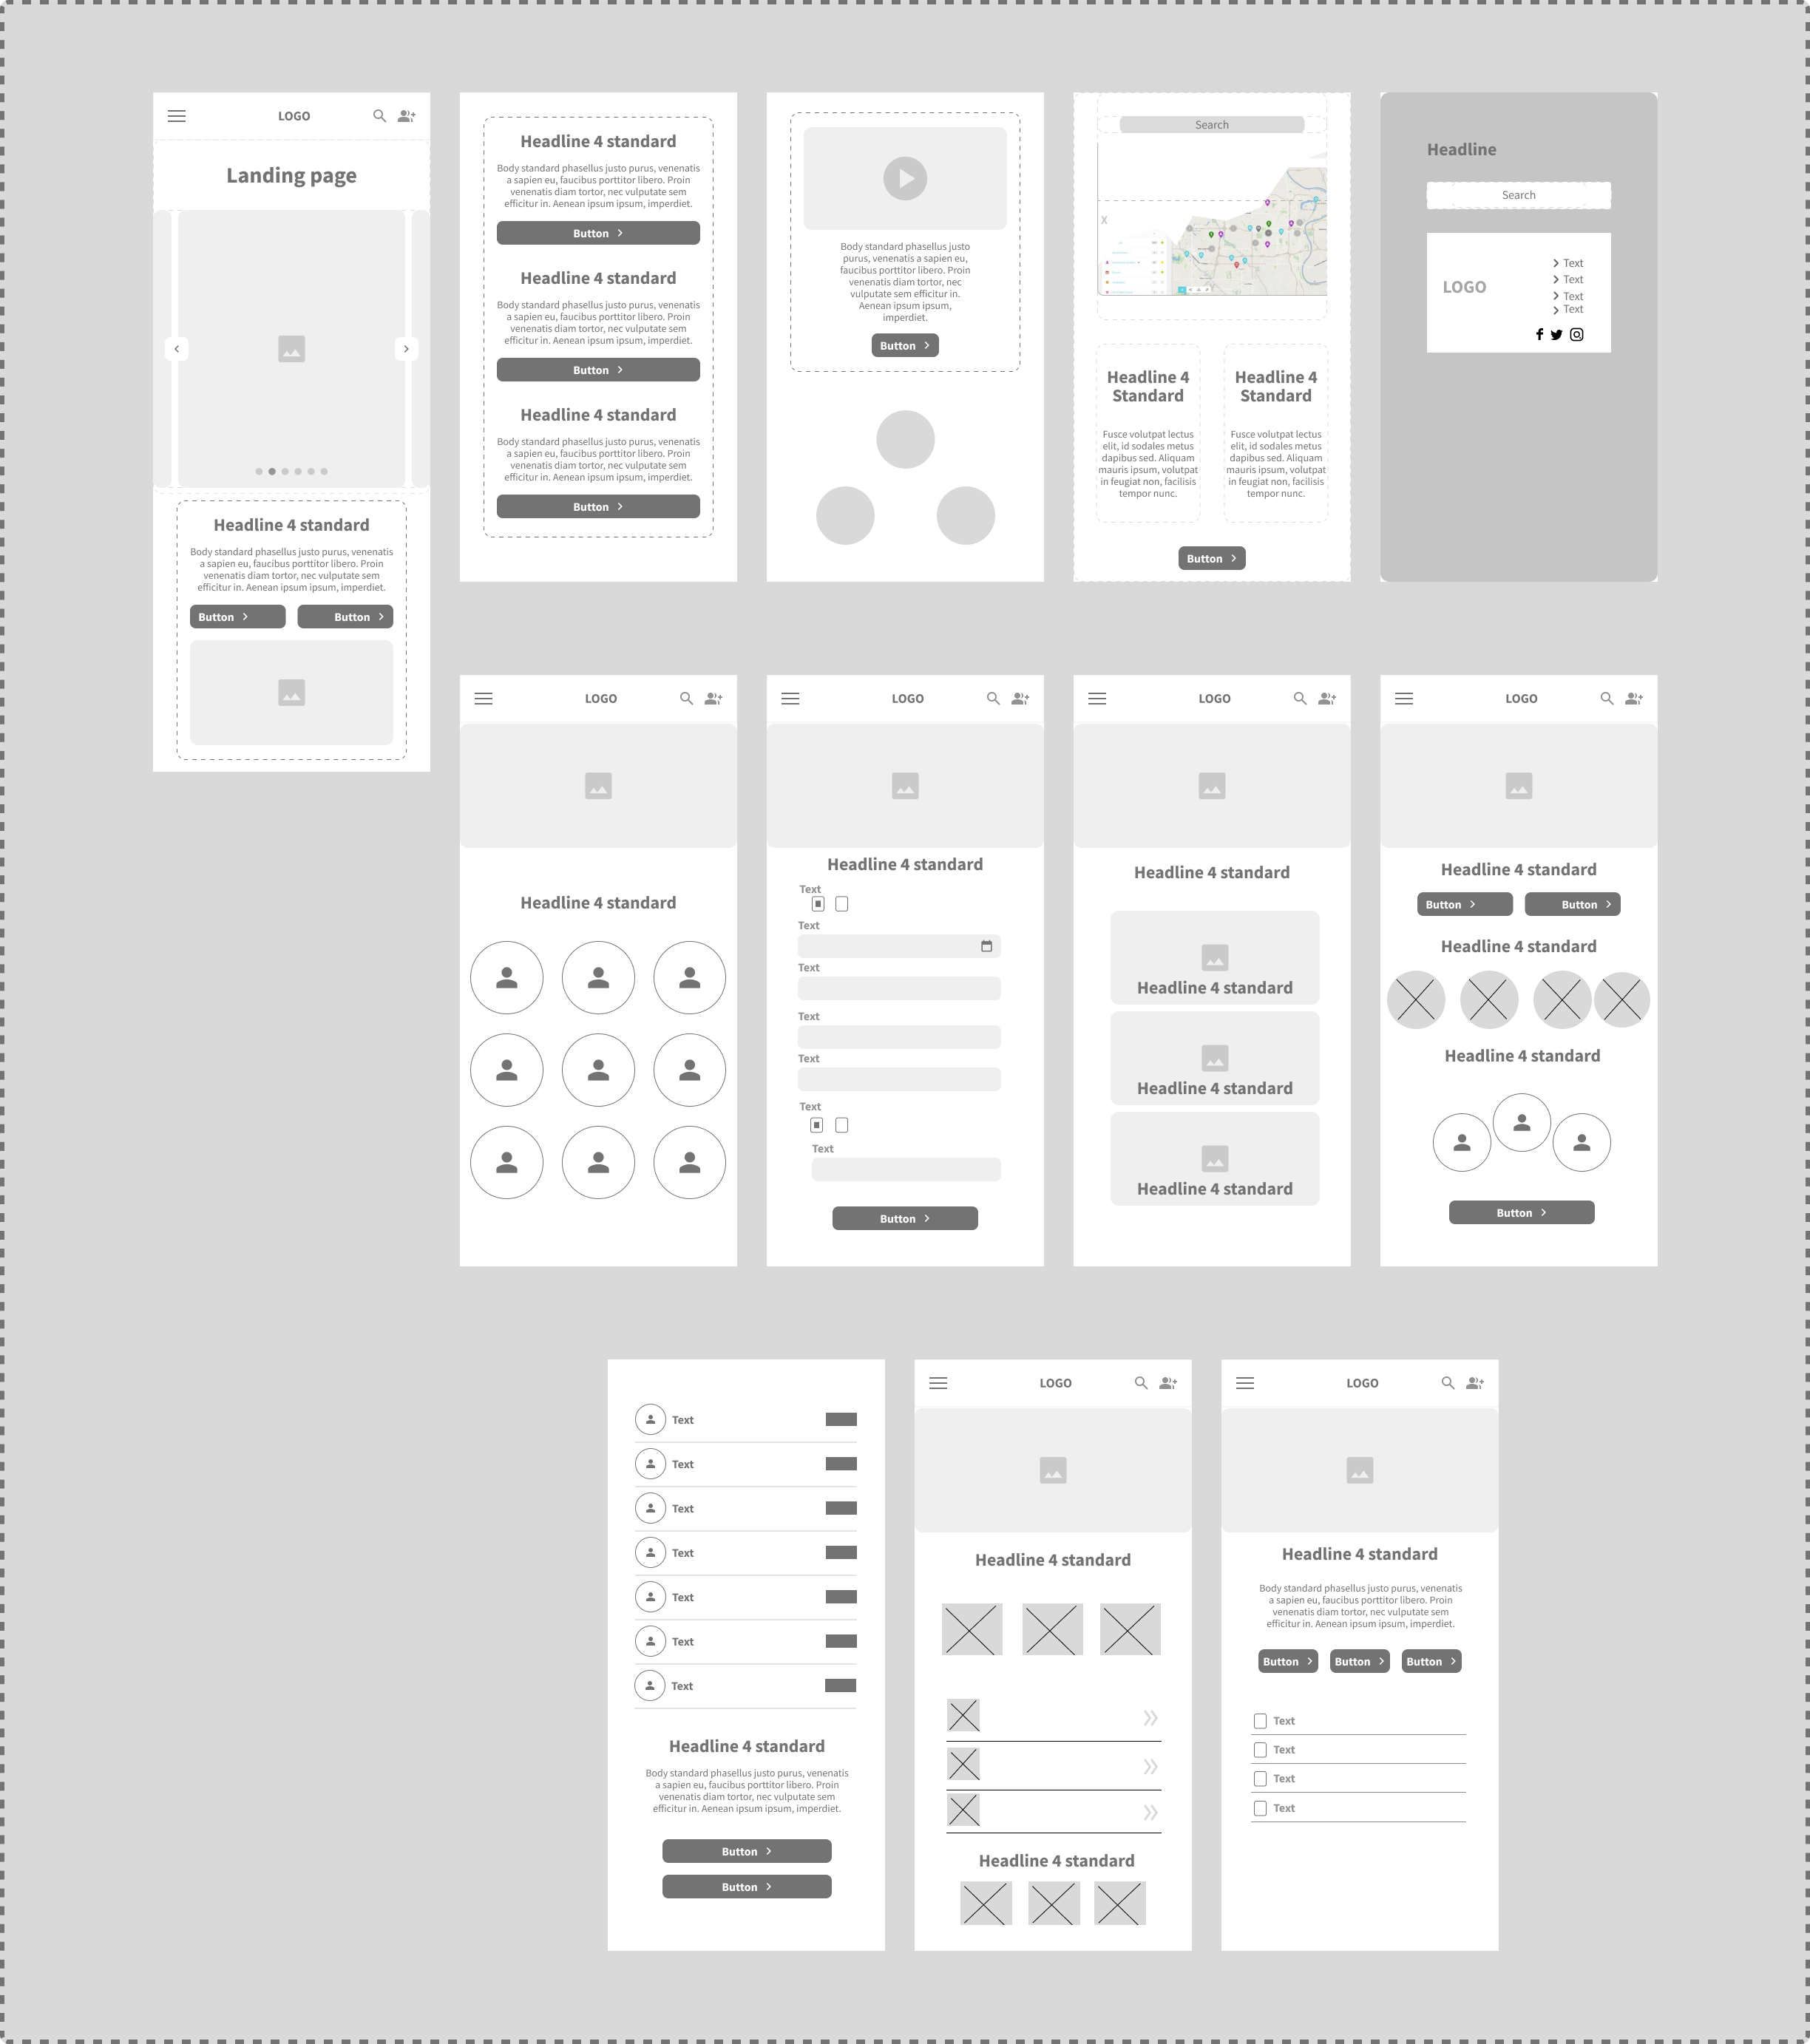 LOGO
Landing page
Headline 4 standard
Body standard phasellus justo purus, venenatis
a sapien eu, faucibus porttitor libero. Proin
venenatis diam tortor, nec vulputate sem
efficitur in. Aenean ipsum ipsum, imperdiet.
Button
Button
Headline 4 standard
Body standard phasellus justo purus, venenatis
a sapien eu, faucibus porttitor libero. Proin
venenatis diam tortor, nec vulputate sem
efficitur in. Aenean ipsum ipsum, imperdiet.
Button
Headline 4 standard
Body standard phasellus justo purus, venenatis
a sapien eu, faucibus porttitor libero. Proin
venenatis diam tortor, nec vulputate sem
efficitur in. Aenean ipsum ipsum, imperdiet.
Button
Headline 4 standard
Body standard phasellus justo purus, venenatis
a sapien eu, faucibus porttitor libero. Proin
venenatis diam tortor, nec vulputate sem
efficitur in. Aenean ipsum ipsum, imperdiet.
Button
Body standard phasellus justo
purus, venenatis a sapien eu,
faucibus porttitor libero. Proin
venenatis diam tortor, nec
vulputate sem efficitur in.
Aenean ipsum ipsum,
imperdiet.
Button
Search
X
Headline 4
Standard
Fusce volutpat lectus
elit, id sodales metus
dapibus sed. Aliquam
mauris ipsum, volutpat
in feugiat non, facilisis
tempor nunc.
Headline 4
Standard
Fusce volutpat lectus
elit, id sodales metus
dapibus sed. Aliquam
mauris ipsum, volutpat
in feugiat non, facilisis
tempor nunc.
Button
Headline
Search
LOGO
Text
Text
Text
Text
LOGO
Headline 4 standard
LOGO
Headline 4 standard
Text
Text
Text
Text
Text
Text
Text
Button
LOGO
Headline 4 standard
Headline 4 standard
Headline 4 standard
Headline 4 standard
LOGO
Headline 4 standard
Button
Button
Headline 4 standard
Headline 4 standard
Button
Text
Text
Text
Text
Text
Text
Text
Headline 4 standard
Body standard phasellus justo purus, venenatis
a sapien eu, faucibus porttitor libero. Proin
venenatis diam tortor, nec vulputate sem
efficitur in. Aenean ipsum ipsum, imperdiet.
Button
Button
LOGO
Headline 4 standard
Headline 4 standard
LOGO
Headline 4 standard
Body standard phasellus justo purus, venenatis
a sapien eu, faucibus porttitor libero. Proin
venenatis diam tortor, nec vulputate sem
efficitur in. Aenean ipsum ipsum, imperdiet.
Button
Button
Button
Text
Text
Text
Text